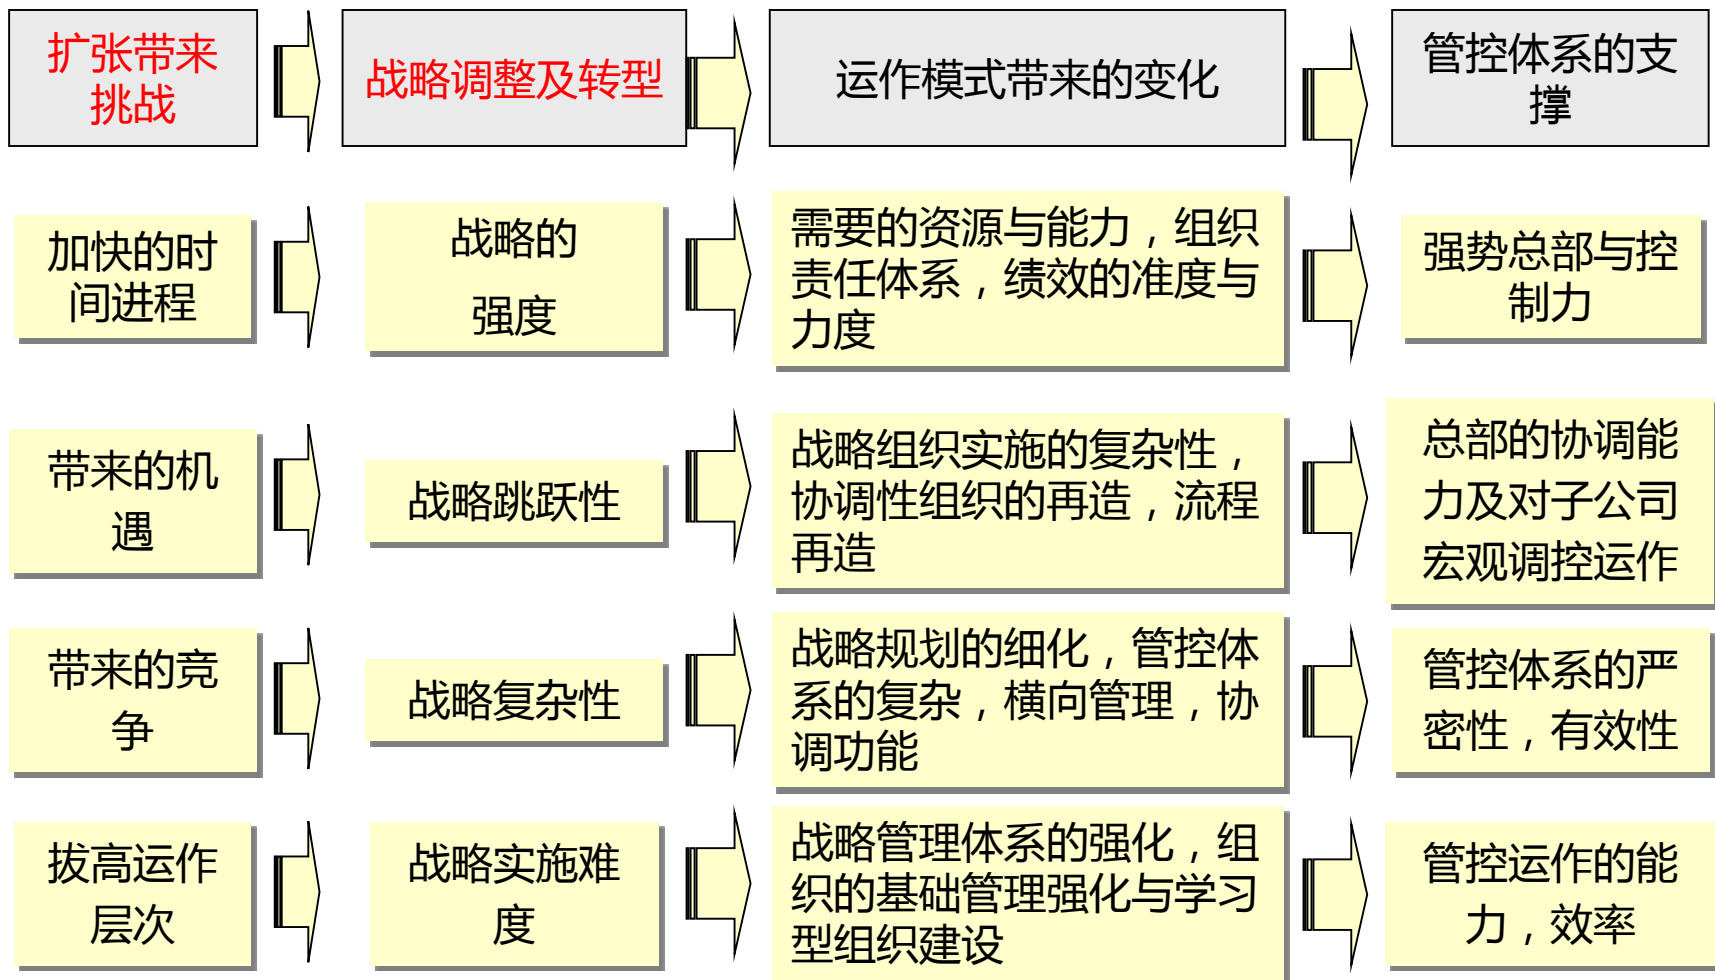 扩张带来
挑战
战略调整及转型
运作模式带来的变化
管控体系的支
撑
加快的时
间进程
战略的
强度
需要的资源与能力，组织
责任体系，绩效的准度与
力度
强势总部与控
制力
带来的机
遇
战略跳跃性
战略组织实施的复杂性，
协调性组织的再造，流程
再造
总部的协调能
力及对子公司
宏观调控运作
带来的竞
争
战略复杂性
战略规划的细化，管控体
系的复杂，横向管理，协
调功能
管控体系的严
密性，有效性
拔高运作
层次
战略实施难
度
战略管理体系的强化，组
织的基础管理强化与学习
型组织建设
管控运作的能
力，效率